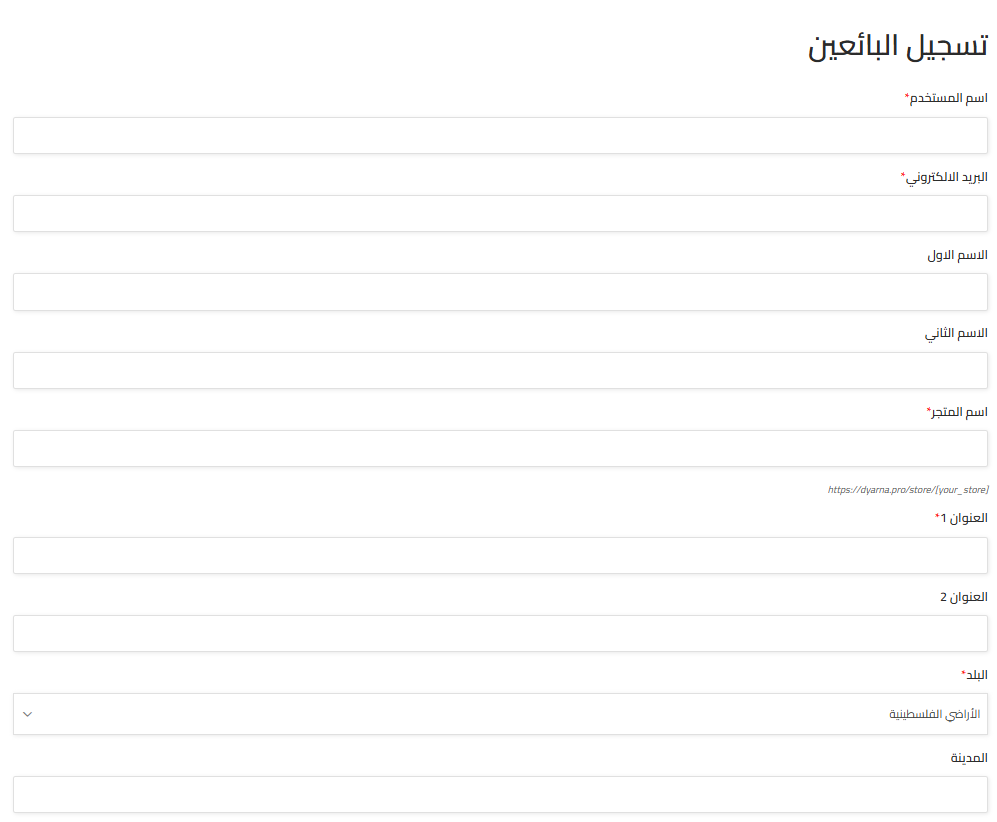 تسجيل البائعين
اسم المستخدم*
البريد الالكتروني*
الاسم الاول
الاسم الثاني
اسم المتجر*
https://dyarna.pro/store/[your_store]
العنوان 1*
العنوان 2
البلد*
الأراضي الفلسطينية
المدينة